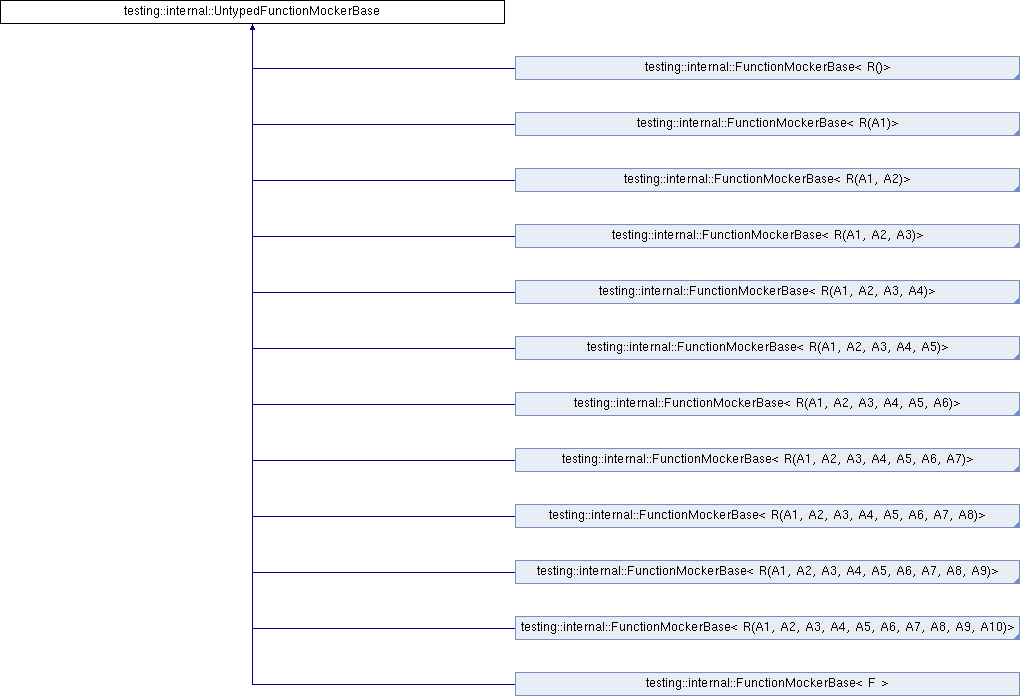 testing::internal::UntypedFunctionMockerBase
testing::internal::FunctionMockerBase< R()>
testing::internal::FunctionMockerBase< R(A1)>
testing::internal::FunctionMockerBase< R(A1, A2)>
testing::internal::FunctionMockerBase< R(A1, A2, A3)>
testing::internal::FunctionMockerBase< R(A1, A2, A3, A4)>
testing::internal::FunctionMockerBase< R(A1, A2, A3, A4, A5)>
testing::internal::FunctionMockerBase< R(A1, A2, A3, A4, A5, A6)>
testing::internal::FunctionMockerBase< R(A1, A2, A3, A4, A5, A6, A7)>
testing::internal::FunctionMockerBase< R(A1, A2, A3, A4, A5, A6, A7, A8)>
testing::internal::FunctionMockerBase< R(A1, A2, A3, A4, A5, A6, A7, A8, A9)>
testing::internal::FunctionMockerBase< R(A1, A2, A3, A4, A5, A6, A7, A8, A9, A10)>
testing::internal::FunctionMockerBase< F >